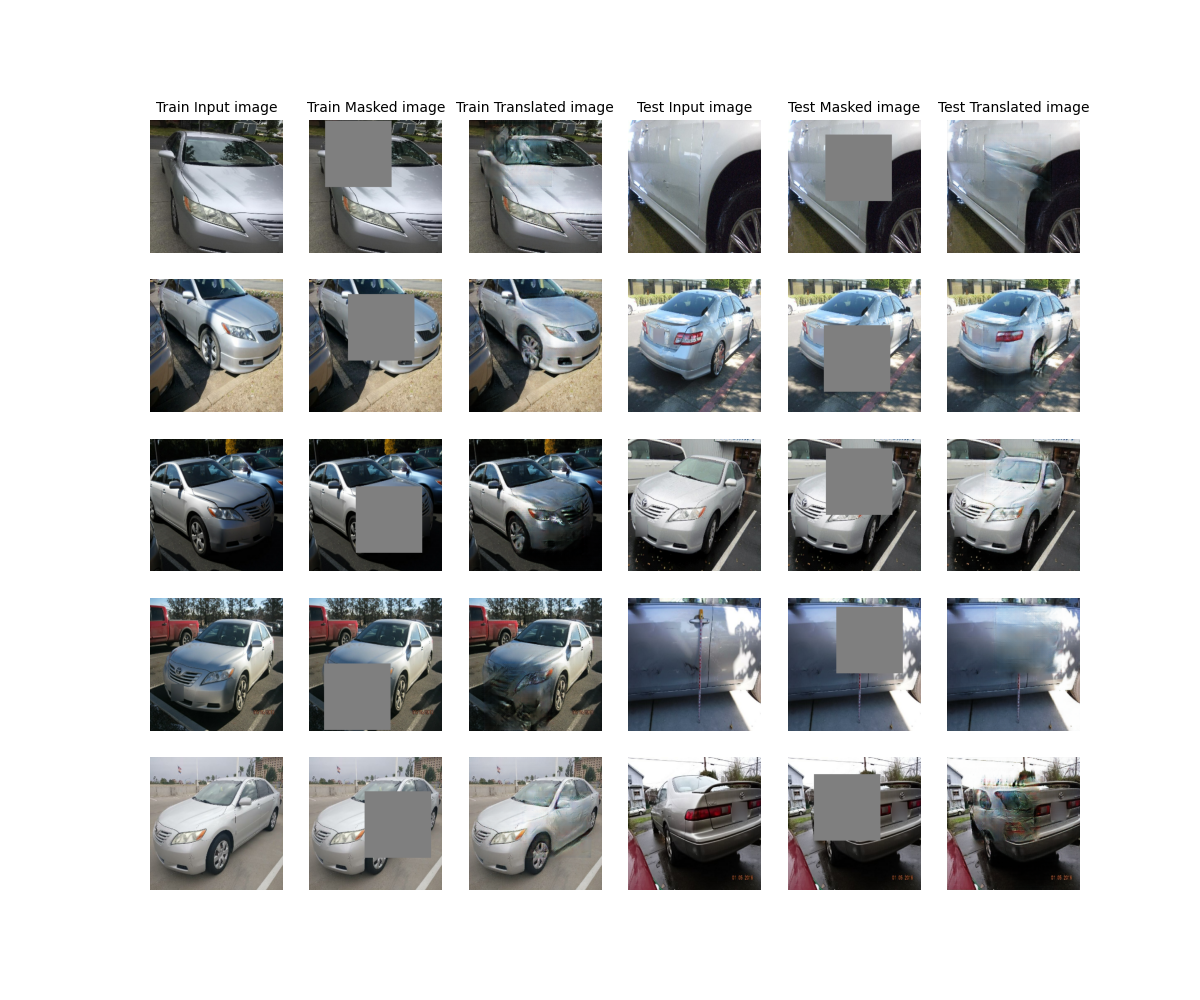 Train Input image
Train Masked image
Train Translated image
Test Input image
Test Masked image
Test Translated image